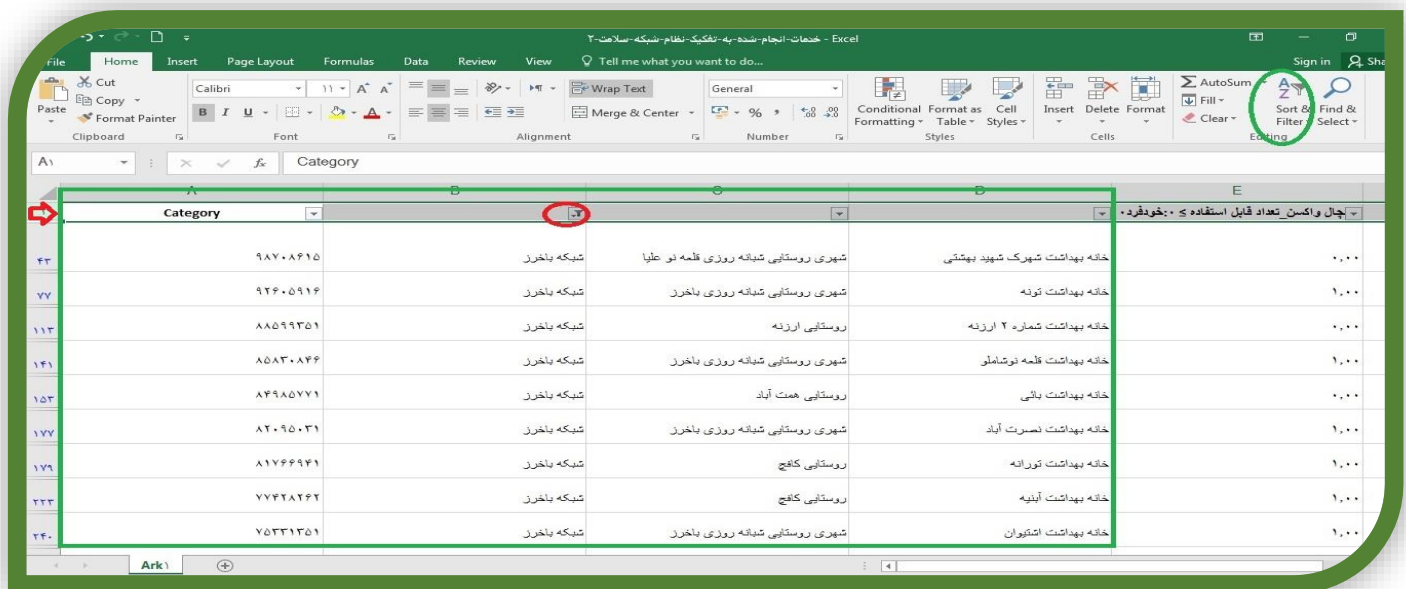 خدمات-انجام-شده-به-تفکیک-نظام-شبکه-سلامت-۲ - Excel
File Home Insert Page Layout Formulas Data Review View Tell me what you want to do... Sign in Sha
Cut
Copy
Format Painter
Paste
Calibri ۱۱ A A
B I U
Wrap Text
Merge & Center
General
% ,
Conditional Formatting
Format as Table
Cell Styles
Insert Delete Format
AutoSum
Fill
Clear
Sort & Filter
Find & Select
Clipboard Font Alignment Number Styles Cells Editing
A۱ fx Category
A B C D E
Category یچال واکسن_تعداد قابل استفاده ≥ ۰:خودفرد۰
۴۳ ۹۸۷۰۸۶۱۵ شبکه باخرز شهری روستایی شبانه روزی قلعه نو علیا خانه بهداشت شهرک شهید بهشتی ۰,۰۰
۷۷ ۹۲۶۰۵۹۱۶ شبکه باخرز شهری روستایی شبانه روزی باخرز خانه بهداشت تونه ۱,۰۰
۱۱۳ ۸۸۵۹۹۳۵۱ شبکه باخرز روستایی ارزنه خانه بهداشت شماره ۲ ارزنه ۰,۰۰
۱۴۱ ۸۵۸۳۰۸۴۶ شبکه باخرز شهری روستایی شبانه روزی باخرز خانه بهداشت قلعه نوشاملو ۱,۰۰
۱۵۳ ۸۴۹۸۵۷۷۱ شبکه باخرز روستایی همت آباد خانه بهداشت بائی ۰,۰۰
۱۷۷ ۸۲۰۹۵۰۳۱ شبکه باخرز شهری روستایی شبانه روزی باخرز خانه بهداشت نصرت آباد ۱,۰۰
۱۷۹ ۸۱۷۶۶۹۴۱ شبکه باخرز روستایی کافچ خانه بهداشت تورانه ۱,۰۰
۲۲۳ ۷۷۴۲۸۲۶۲ شبکه باخرز روستایی کافچ خانه بهداشت آبنیه ۱,۰۰
۲۴۰ ۷۵۳۳۱۳۵۱ شبکه باخرز شهری روستایی شبانه روزی باخرز خانه بهداشت اشتیوان ۱,۰۰
Ark۱